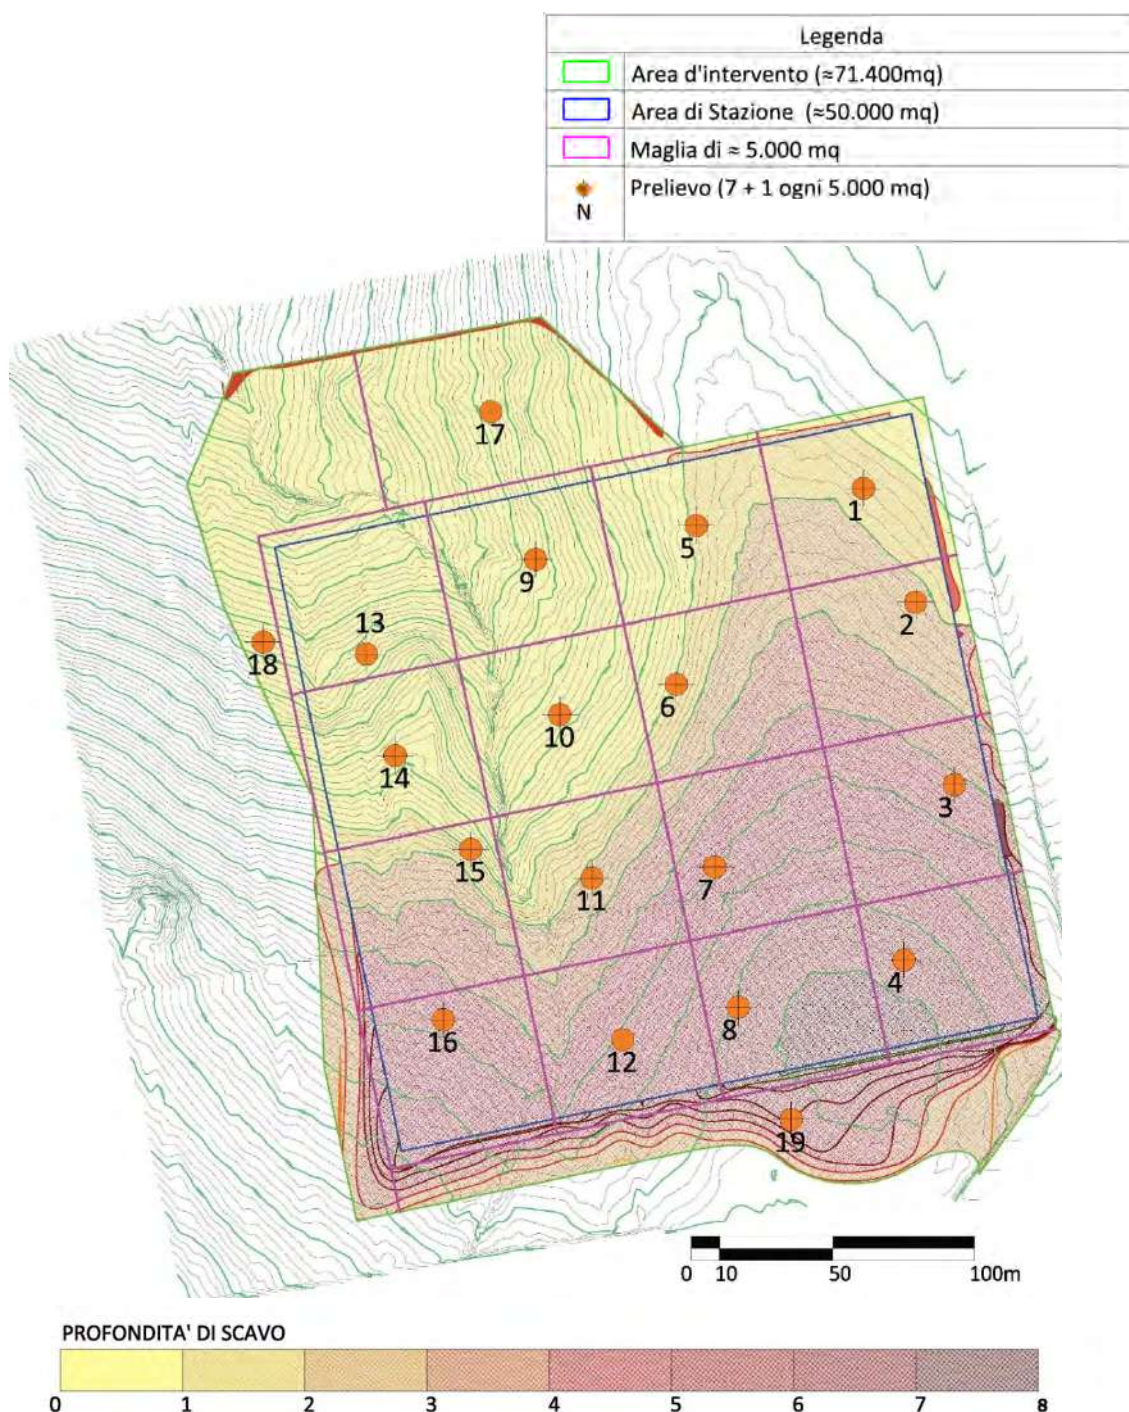 Legenda
Area d'intervento (≈71.400mq)
Area di Stazione (≈50.000 mq)
Maglia di ≈ 5.000 mq
Prelievo (7 + 1 ogni 5.000 mq)
N
17
1
5
9
2
13
18
6
10
14
3
15
7
11
4
8
16
12
19
0 10 50 100m
PROFONDITA' DI SCAVO
0 1 2 3 4 5 6 7 8